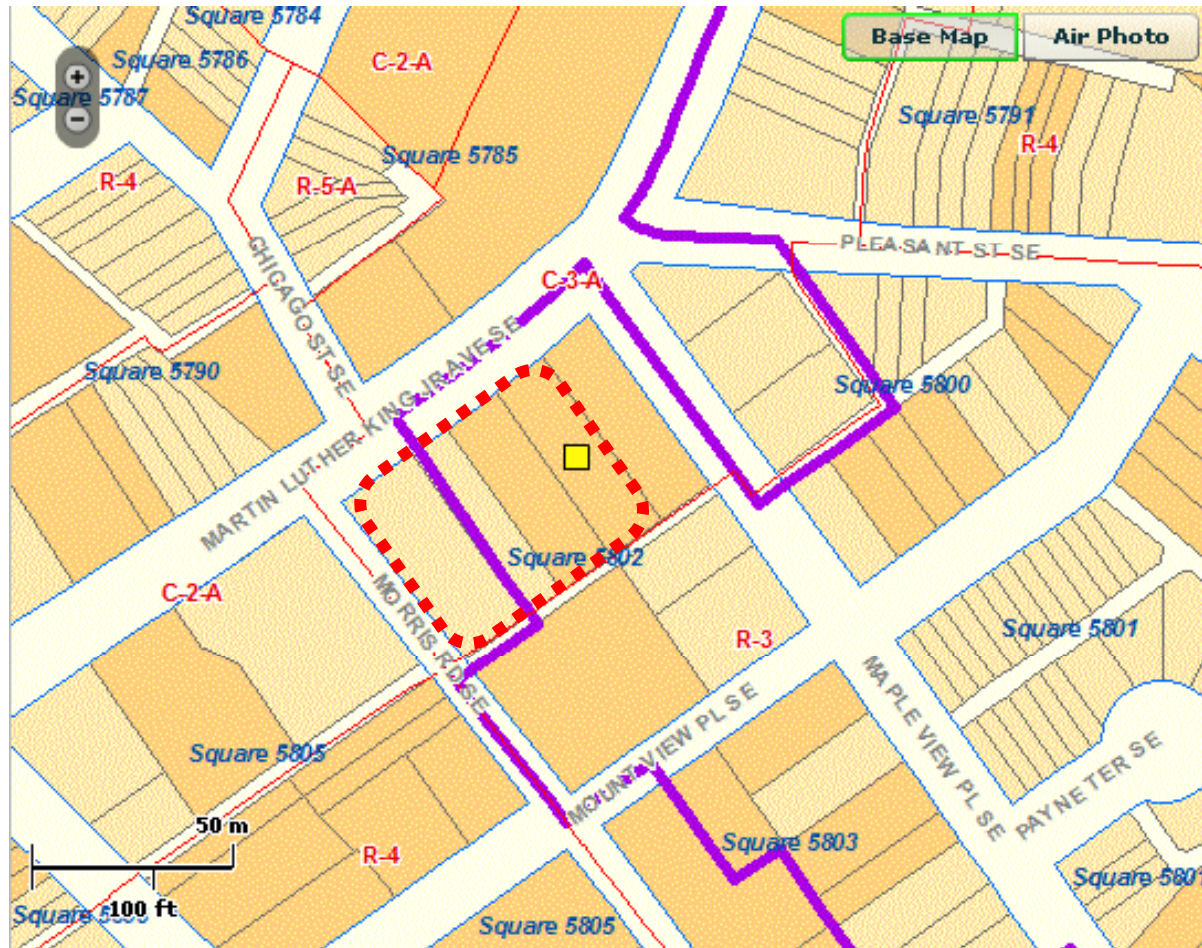 Square 5784
Base Map
Air Photo
Square 5786
C-2-A
Square 5787
Square 5791
R-4
Square 5785
R-4
R-5-A
CHICAGO ST SE
PLEASANT ST SE
C-3-A
MARTIN LUTHER KING JR AVE SE
Square 5790
Square 5800
Square 5802
C-2-A
MORRIS RD SE
R-3
Square 5801
MAPLE VIEW PL SE
MOUNT VIEW PL SE
Square 5805
PAYNE TER SE
50 m
R-4
Square 5803
100 ft
Square 5805